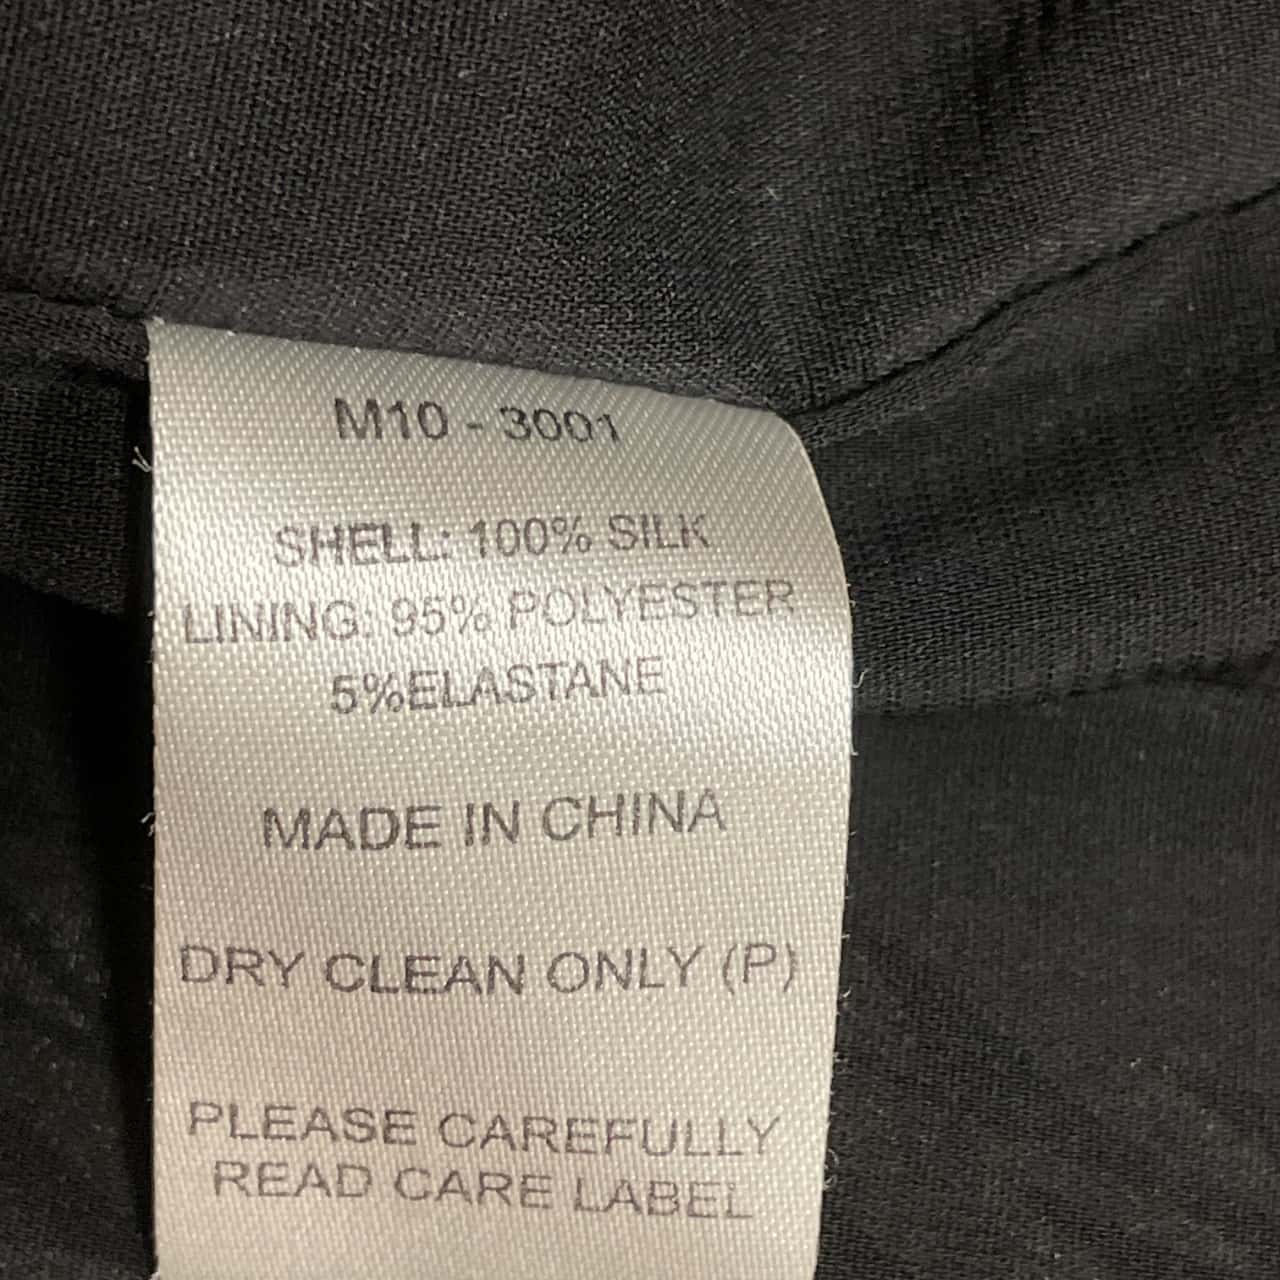 M10 - 3001
SHELL: 100% SILK
LINING: 95% POLYESTER
5%ELASTANE
MADE IN CHINA
DRY CLEAN ONLY (P)
PLEASE CAREFULLY
READ CARE LABEL